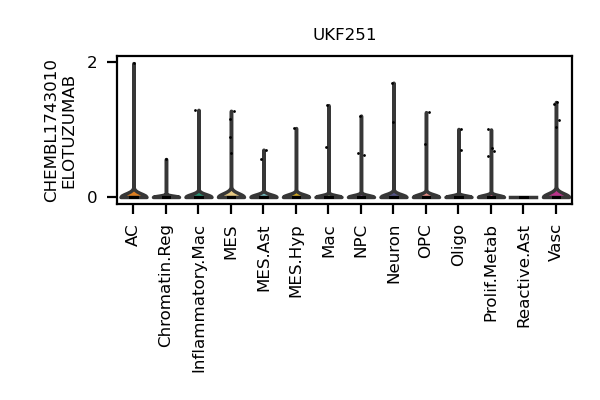 UKF251
CHEMBL1743010
ELOTUZUMAB
2
0
AC
Chromatin.Reg
Inflammatory.Mac
MES
MES.Ast
MES.Hyp
Mac
NPC
Neuron
OPC
Oligo
Prolif.Metab
Reactive.Ast
Vasc